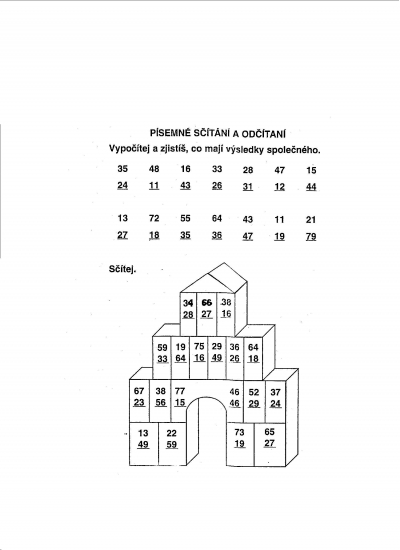 PÍSEMNÉ SČÍTÁNÍ A ODČÍTANÍ
Vypočítej a zjistíš, co mají výsledky společného.
35 48 16 33 28 47 15
24 11 43 26 31 12 44
13 72 55 64 43 11 21
27 18 35 36 47 19 79
Sčítej.
34 66 38
28 27 16
59 19 75 29 36 64
33 64 16 49 26 18
67 38 77 46 52 37
23 56 15 46 29 24
13 22 73 65
49 59 19 27